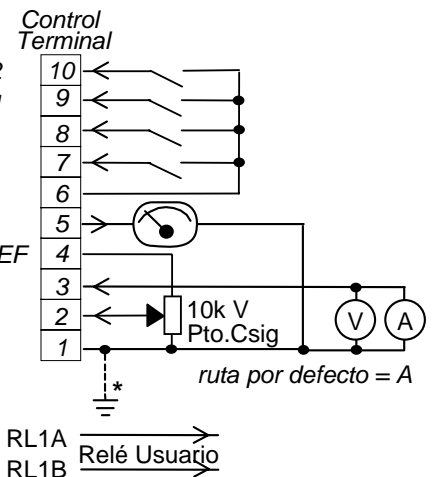 Control
Terminal
10
9
8
7
6
5
EF 4
3
2
1
10k V
Pto.Csig
V A
ruta por defecto = A
*
RL1A Relé Usuario
RL1B